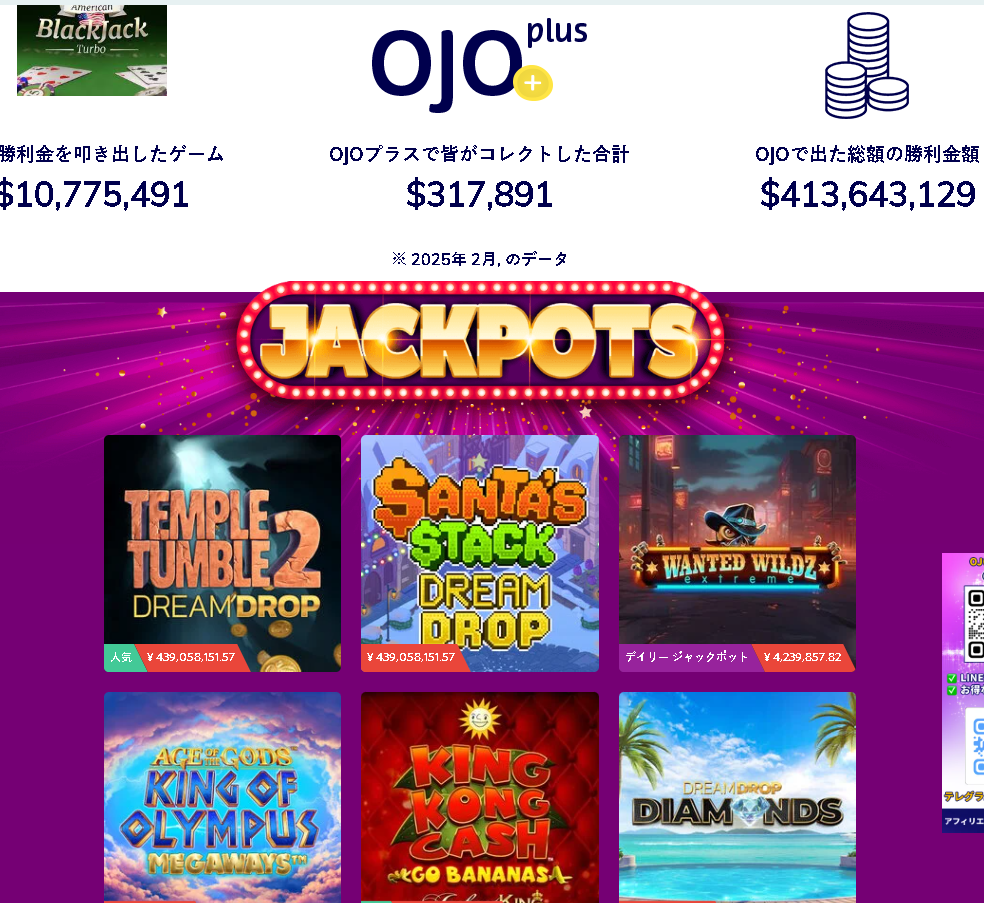 American
BlackJack
Turbo
OJO plus
勝利金を叩き出したゲーム
$10,775,491
OJOプラスで皆がコレクトした合計
$317,891
OJOで出た総額の勝利金額
$413,643,129
※ 2025年 2月, のデータ
JACKPOTS
TEMPLE
TUMBLE 2
DREAM DROP
人気 ¥ 439,058,151.57
SANTA'S
STACK
DREAM
DROP
¥ 439,058,151.57
WANTED WILDZ
extreme
デイリー ジャックポット ¥ 4,239,857.82
AGE OF THE GODS™
KING OF
OLYMPUS
MEGAWAYS™
KING
KONG
CASH
GO BANANAS
DREAM DROP
DIAMONDS
LINE
お得
テレグラ
アフィリエ